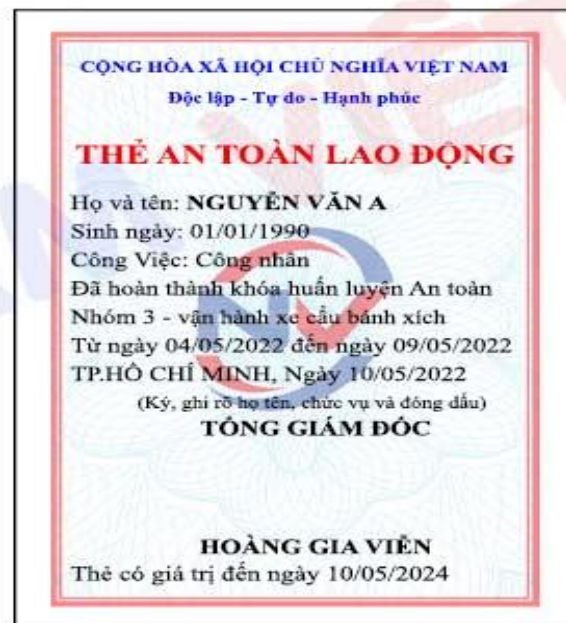 CỘNG HÒA XÃ HỘI CHỦ NGHĨA VIỆT NAM
Độc lập - Tự do - Hạnh phúc
THẺ AN TOÀN LAO ĐỘNG
Họ và tên: NGUYỄN VĂN A
Sinh ngày: 01/01/1990
Công Việc: Công nhân
Đã hoàn thành khóa huấn luyện An toàn
Nhóm 3 - vận hành xe cẩu bánh xích
Từ ngày 04/05/2022 đến ngày 09/05/2022
TP.HỒ CHÍ MINH, Ngày 10/05/2022
(Ký, ghi rõ họ tên, chức vụ và đóng dấu)
TỔNG GIÁM ĐỐC
HOÀNG GIA VIÊN
Thẻ có giá trị đến ngày 10/05/2024